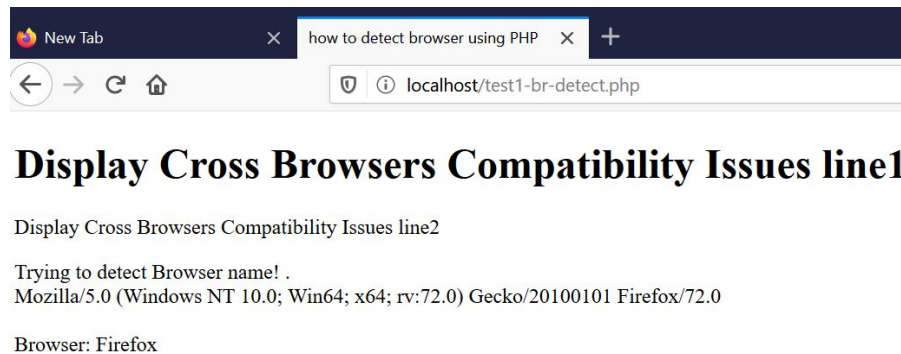 New Tab
how to detect browser using PHP
localhost/test1-br-detect.php
Display Cross Browsers Compatibility Issues line1
Display Cross Browsers Compatibility Issues line2
Trying to detect Browser name! .
Mozilla/5.0 (Windows NT 10.0; Win64; x64; rv:72.0) Gecko/20100101 Firefox/72.0
Browser: Firefox